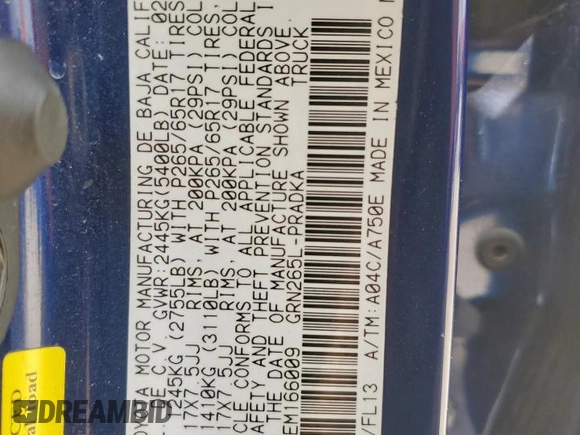 OYOTA MOTOR MANUFACTURING DE BAJA CALIF
DE C.V. GVWR:2445KG(5400LB) DATE: 02
1245KG (2755LB) WITH P265/65R17 TIRES,
17X7.5JJ RIMS, AT 200KPA (29PSI) COL
1410KG (3110LB) WITH P265/65R17 TIRES,
17X7.5JJ RIMS, AT 200KPA (29PSI) COL
CLE CONFORMS TO ALL APPLICABLE FEDERAL
SAFETY AND THEFT PREVENTION STANDARDS I
THE DATE OF MANUFACTURE SHOWN ABOVE.
EM166009 TRUCK
GRN265L-PRADKA
/FL13 A/TM:A04C/A750E MADE IN MEXICO
DREAMBID